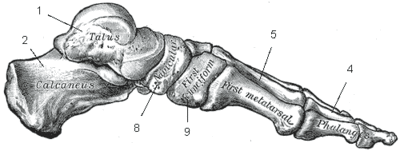 1
2
Talus
Calcaneus
Navicular
First
Cuneiform
First metatarsal
Phalanges
5
4
8
9